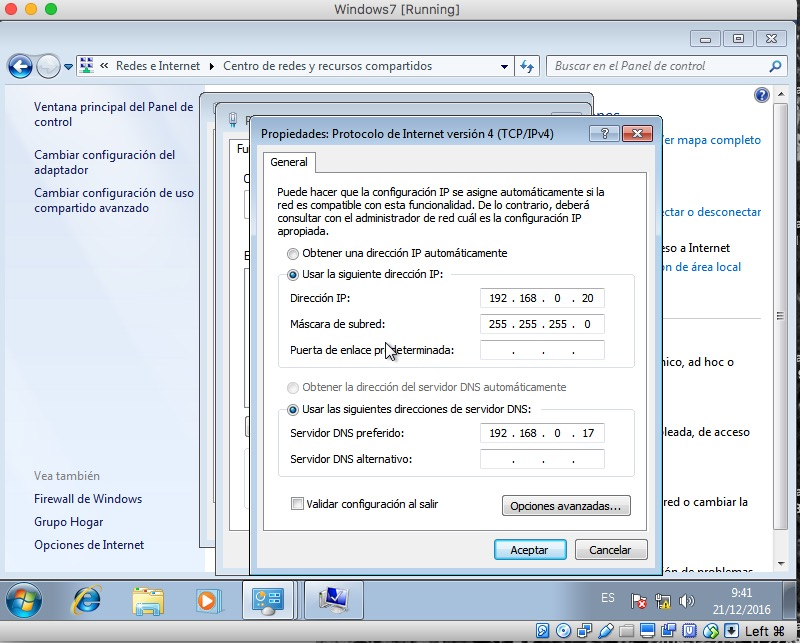 Windows7 [Running]
« Redes e Internet ▸ Centro de redes y recursos compartidos
Buscar en el Panel de control
Ventana principal del Panel de
control
Cambiar configuración del
adaptador
Cambiar configuración de uso
compartido avanzado
Vea también
Firewall de Windows
Grupo Hogar
Opciones de Internet
Propiedades: Protocolo de Internet versión 4 (TCP/IPv4)
General
Puede hacer que la configuración IP se asigne automáticamente si la
red es compatible con esta funcionalidad. De lo contrario, deberá
consultar con el administrador de red cuál es la configuración IP
apropiada.
Obtener una dirección IP automáticamente
Usar la siguiente dirección IP:
Dirección IP: 192 . 168 . 0 . 20
Máscara de subred: 255 . 255 . 255 . 0
Puerta de enlace predeterminada: . . .
Obtener la dirección del servidor DNS automáticamente
Usar las siguientes direcciones de servidor DNS:
Servidor DNS preferido: 192 . 168 . 0 . 17
Servidor DNS alternativo: . . .
Validar configuración al salir
Opciones avanzadas...
Aceptar Cancelar
er mapa completo
ectar o desconectar
eso a Internet
ón de área local
nico, ad hoc o
pleada, de acceso
red o cambiar la
ón de problemas
ES
9:41
21/12/2016
Left ⌘